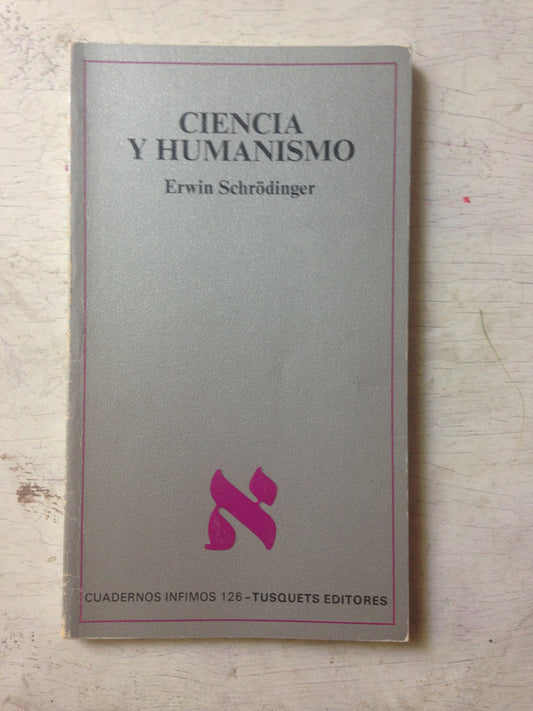 CIENCIA
Y HUMANISMO
Erwin Schrödinger
א
CUADERNOS INFIMOS 126-TUSQUETS EDITORES